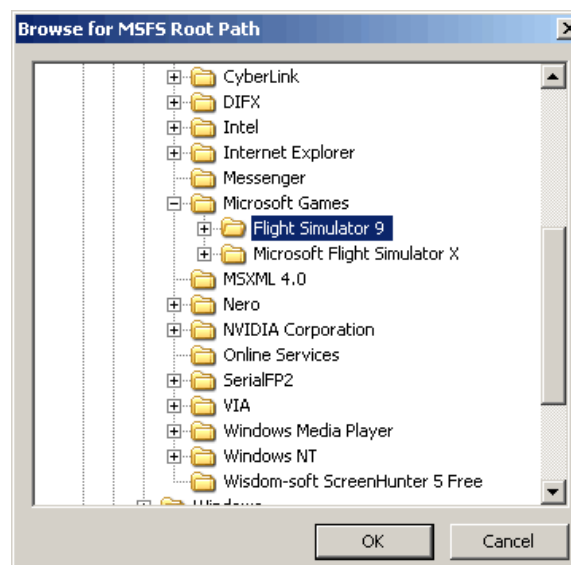 Browse for MSFS Root Path
CyberLink
DIFX
Intel
Internet Explorer
Messenger
Microsoft Games
Flight Simulator 9
Microsoft Flight Simulator X
MSXML 4.0
Nero
NVIDIA Corporation
Online Services
SerialFP2
VIA
Windows Media Player
Windows NT
Wisdom-soft ScreenHunter 5 Free
OK Cancel